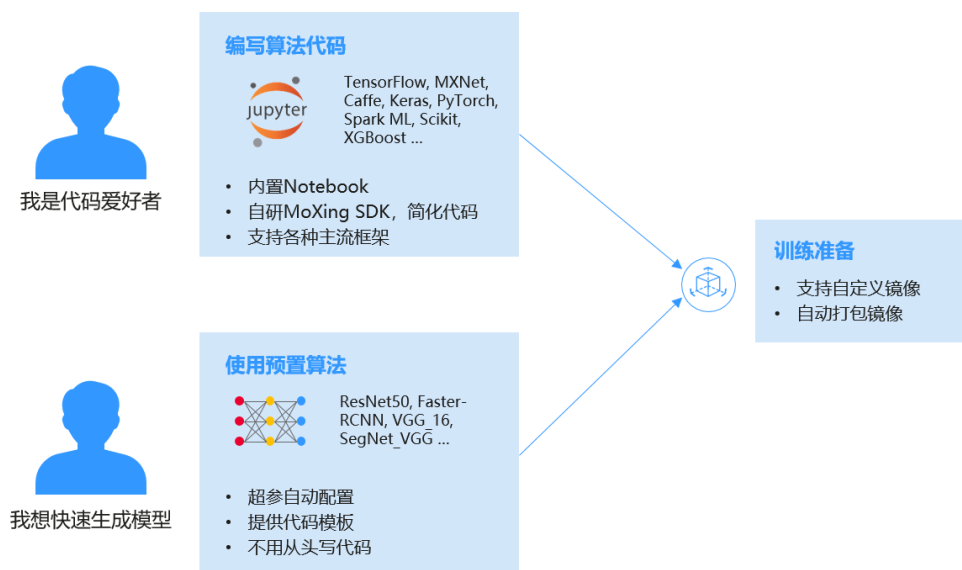 编写算法代码
jupyter
TensorFlow, MXNet,
Caffe, Keras, PyTorch,
Spark ML, Scikit,
XGBoost ...
• 内置Notebook
• 自研MoXing SDK，简化代码
• 支持各种主流框架
我是代码爱好者
训练准备
• 支持自定义镜像
• 自动打包镜像
使用预置算法
ResNet50, Faster-
RCNN, VGG_16,
SegNet_VGG ...
• 超参自动配置
• 提供代码模板
• 不用从头写代码
我想快速生成模型